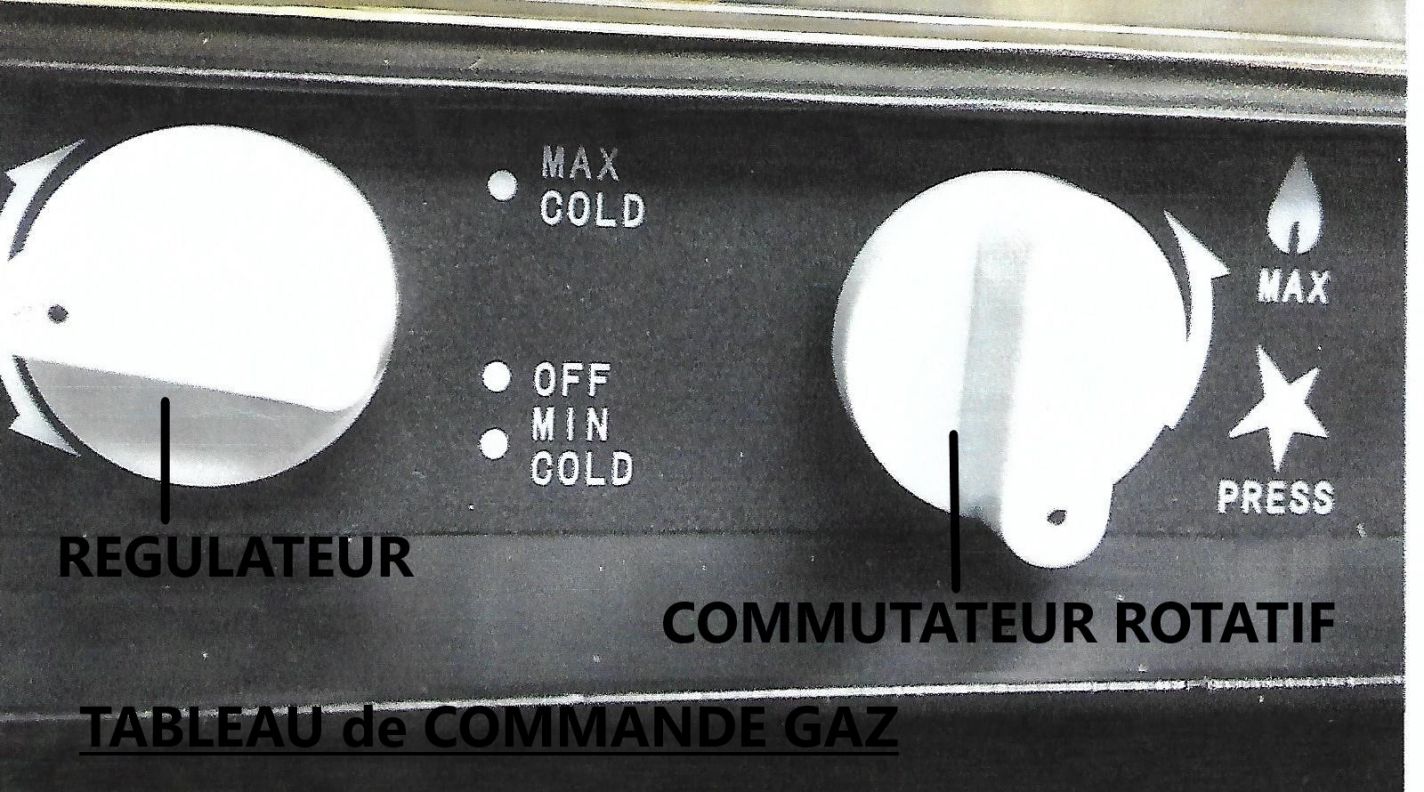 MAX
COLD
OFF
MIN
COLD
MAX
PRESS
REGULATEUR
COMMUTATEUR ROTATIF
TABLEAU de COMMANDE GAZ